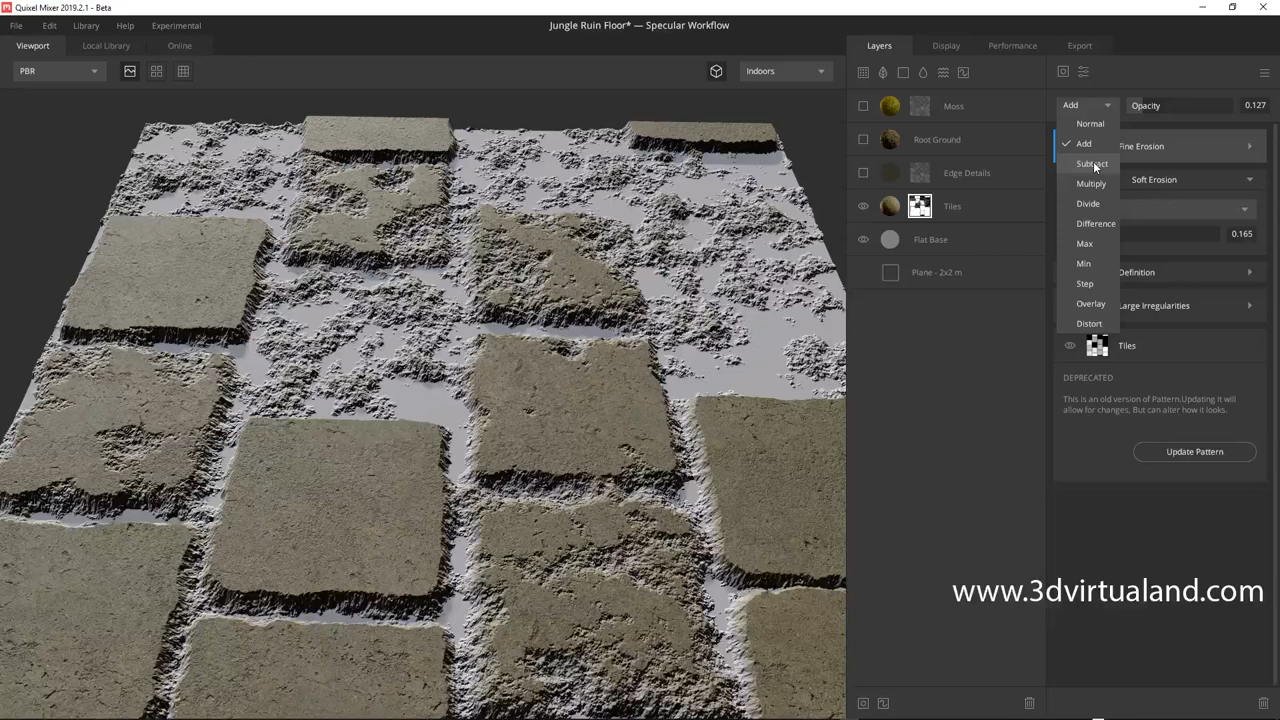 Quixel Mixer 2019.2.1 - Beta
File Edit Library Help Experimental
Jungle Ruin Floor* — Specular Workflow
Viewport Local Library Online
Layers Display Performance Export
PBR
Indoors
Add Opacity 0.127
Moss
Normal
Root Ground
Add
Fine Erosion
Edge Details
Subtract
Soft Erosion
Multiply
Tiles
Divide
Difference
0.165
Flat Base
Max
Plane - 2x2 m
Min
Definition
Step
Overlay
Large Irregularities
Distort
Tiles
DEPRECATED
This is an old version of Pattern.Updating it will
allow for changes, But can alter how it looks.
Update Pattern
www.3dvirtualand.com